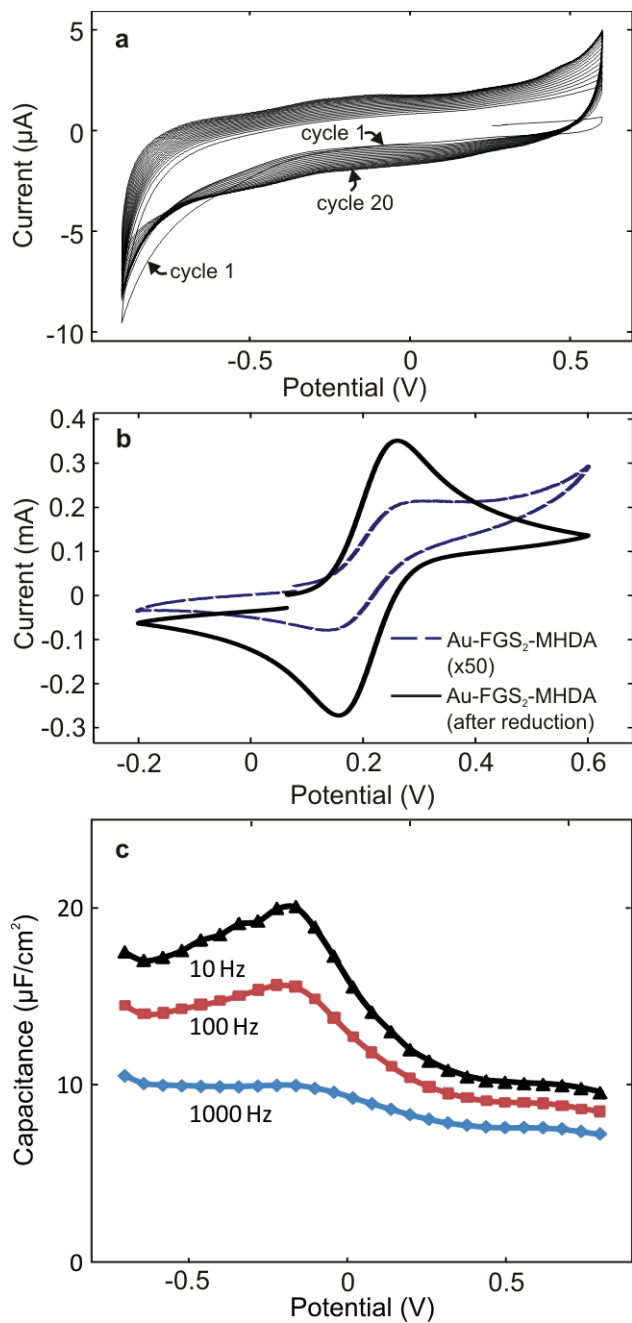 a
5
0
-5
-10
Current (µA)
cycle 1
cycle 20
cycle 1
-0.5 0 0.5
Potential (V)
b
0.4
0.3
0.2
0.1
0
-0.1
-0.2
-0.3
Current (mA)
Au-FGS₂-MHDA
(x50)
Au-FGS₂-MHDA
(after reduction)
-0.2 0 0.2 0.4 0.6
Potential (V)
c
20
10
0
Capacitance (µF/cm²)
10 Hz
100 Hz
1000 Hz
-0.5 0 0.5
Potential (V)